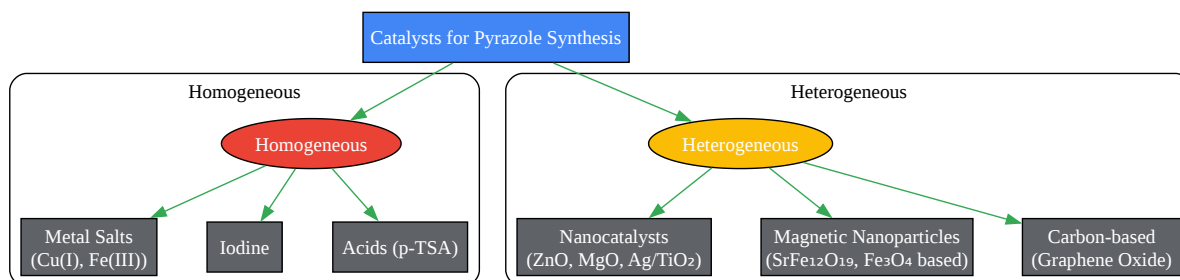 Catalysts for Pyrazole Synthesis
Homogeneous
Heterogeneous
Homogeneous
Heterogeneous
Metal Salts
(Cu(I), Fe(III))
Iodine
Acids (p-TSA)
Nanocatalysts
(ZnO, MgO, Ag/TiO₂)
Magnetic Nanoparticles
(SrFe₁₂O₁₉, Fe₃O₄ based)
Carbon-based
(Graphene Oxide)